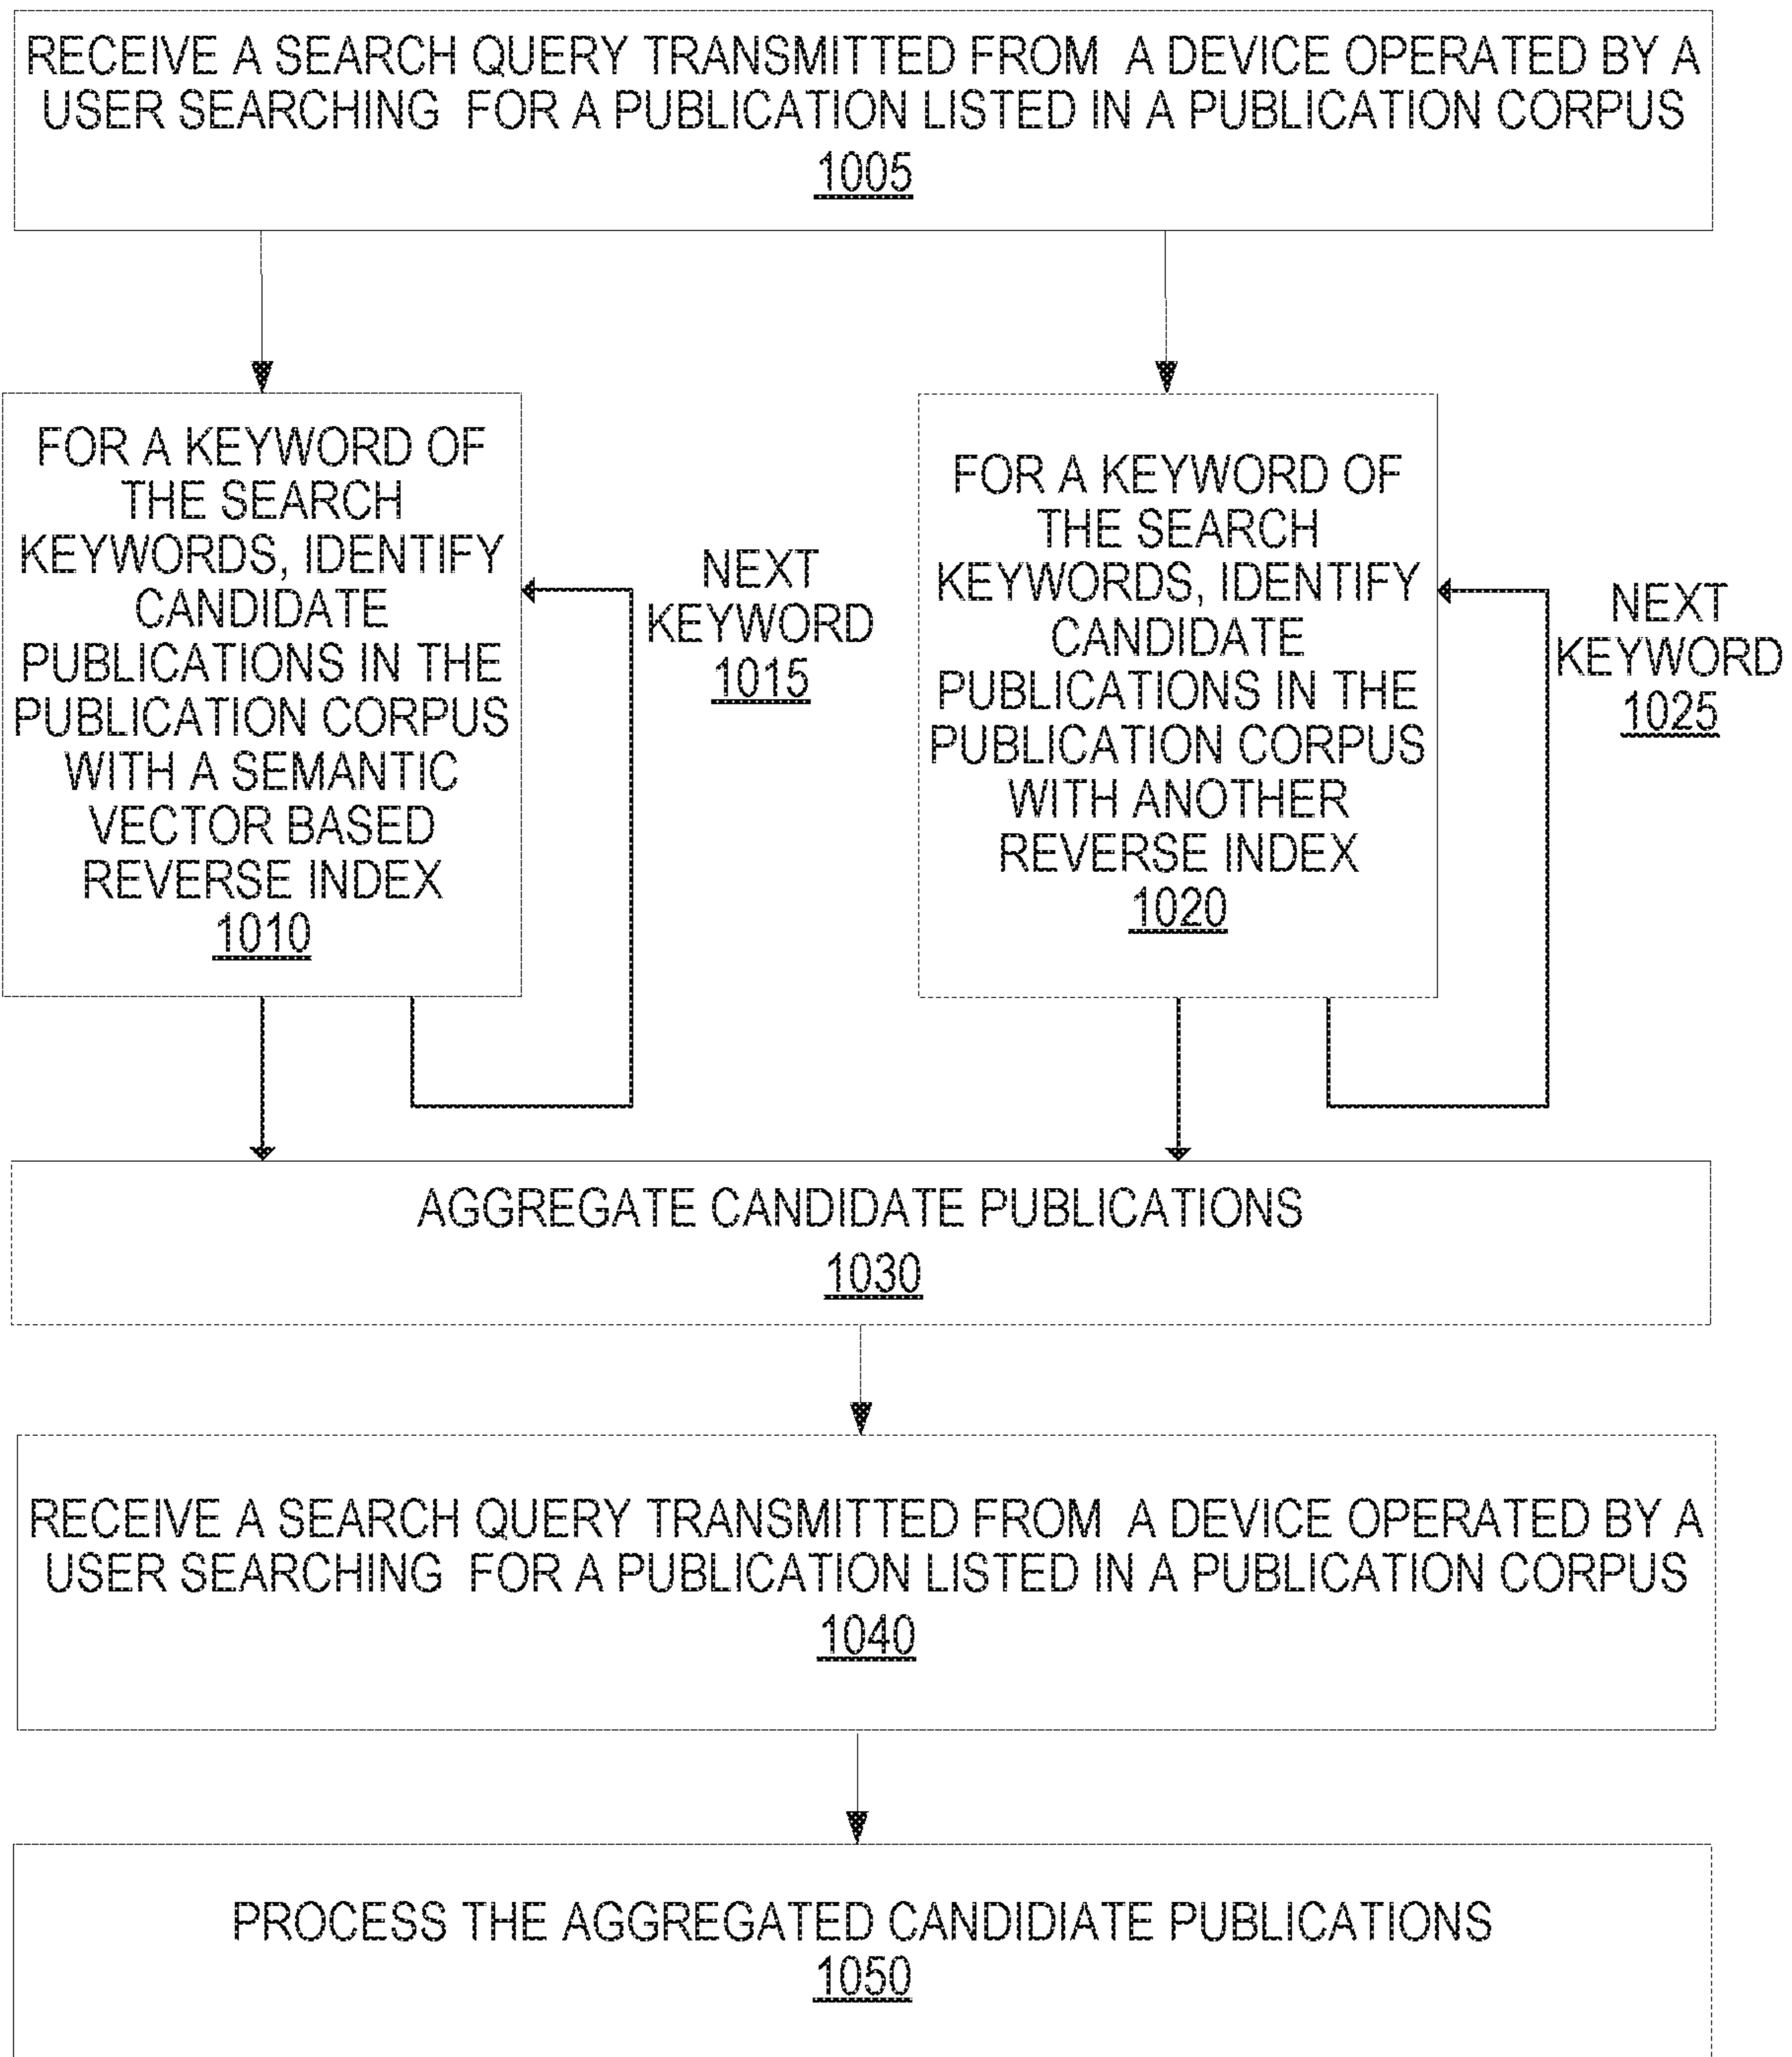 RECEIVE A SEARCH QUERY TRANSMITTED FROM A DEVICE OPERATED BY A
USER SEARCHING FOR A PUBLICATION LISTED IN A PUBLICATION CORPUS
1005
FOR A KEYWORD OF
THE SEARCH
KEYWORDS, IDENTIFY
CANDIDATE
PUBLICATIONS IN THE
PUBLICATION CORPUS
WITH A SEMANTIC
VECTOR BASED
REVERSE INDEX
1010
NEXT
KEYWORD
1015
FOR A KEYWORD OF
THE SEARCH
KEYWORDS, IDENTIFY
CANDIDATE
PUBLICATIONS IN THE
PUBLICATION CORPUS
WITH ANOTHER
REVERSE INDEX
1020
NEXT
KEYWORD
1025
AGGREGATE CANDIDATE PUBLICATIONS
1030
RECEIVE A SEARCH QUERY TRANSMITTED FROM A DEVICE OPERATED BY A
USER SEARCHING FOR A PUBLICATION LISTED IN A PUBLICATION CORPUS
1040
PROCESS THE AGGREGATED CANDIDIATE PUBLICATIONS
1050